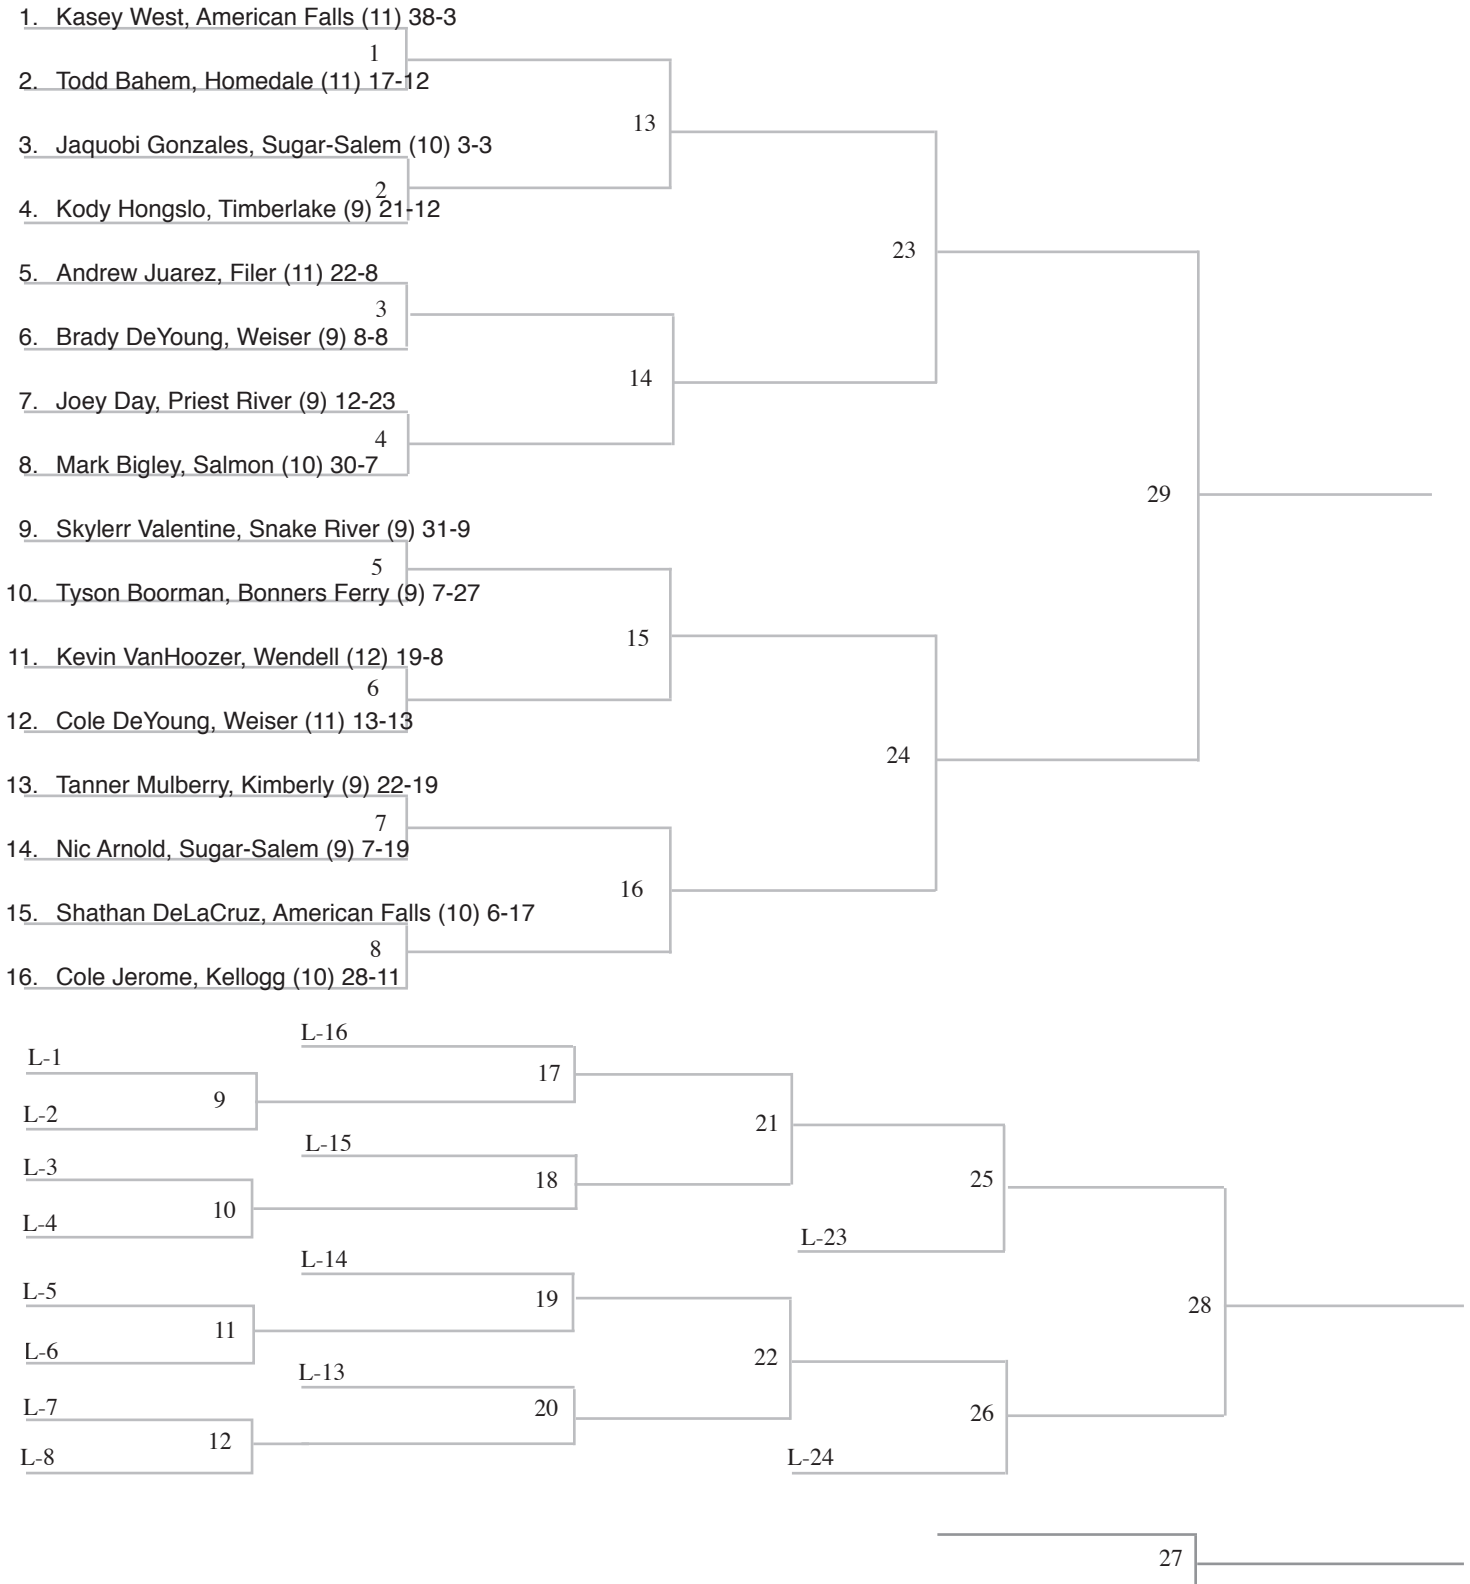 1. Kasey West, American Falls (11) 38-3
1
2. Todd Bahem, Homedale (11) 17-12
13
3. Jaquobi Gonzales, Sugar-Salem (10) 3-3
2
4. Kody Hongslo, Timberlake (9) 21-12
23
5. Andrew Juarez, Filer (11) 22-8
3
6. Brady DeYoung, Weiser (9) 8-8
14
7. Joey Day, Priest River (9) 12-23
4
8. Mark Bigley, Salmon (10) 30-7
29
9. Skylerr Valentine, Snake River (9) 31-9
5
10. Tyson Boorman, Bonners Ferry (9) 7-27
15
11. Kevin VanHoozer, Wendell (12) 19-8
6
12. Cole DeYoung, Weiser (11) 13-13
24
13. Tanner Mulberry, Kimberly (9) 22-19
7
14. Nic Arnold, Sugar-Salem (9) 7-19
16
15. Shathan DeLaCruz, American Falls (10) 6-17
8
16. Cole Jerome, Kellogg (10) 28-11
L-16
L-1
17
9
L-2
21
L-15
L-3
18
25
10
L-4
L-23
L-14
L-5
19
28
11
L-6
22
L-13
L-7
20
26
12
L-8
L-24
27